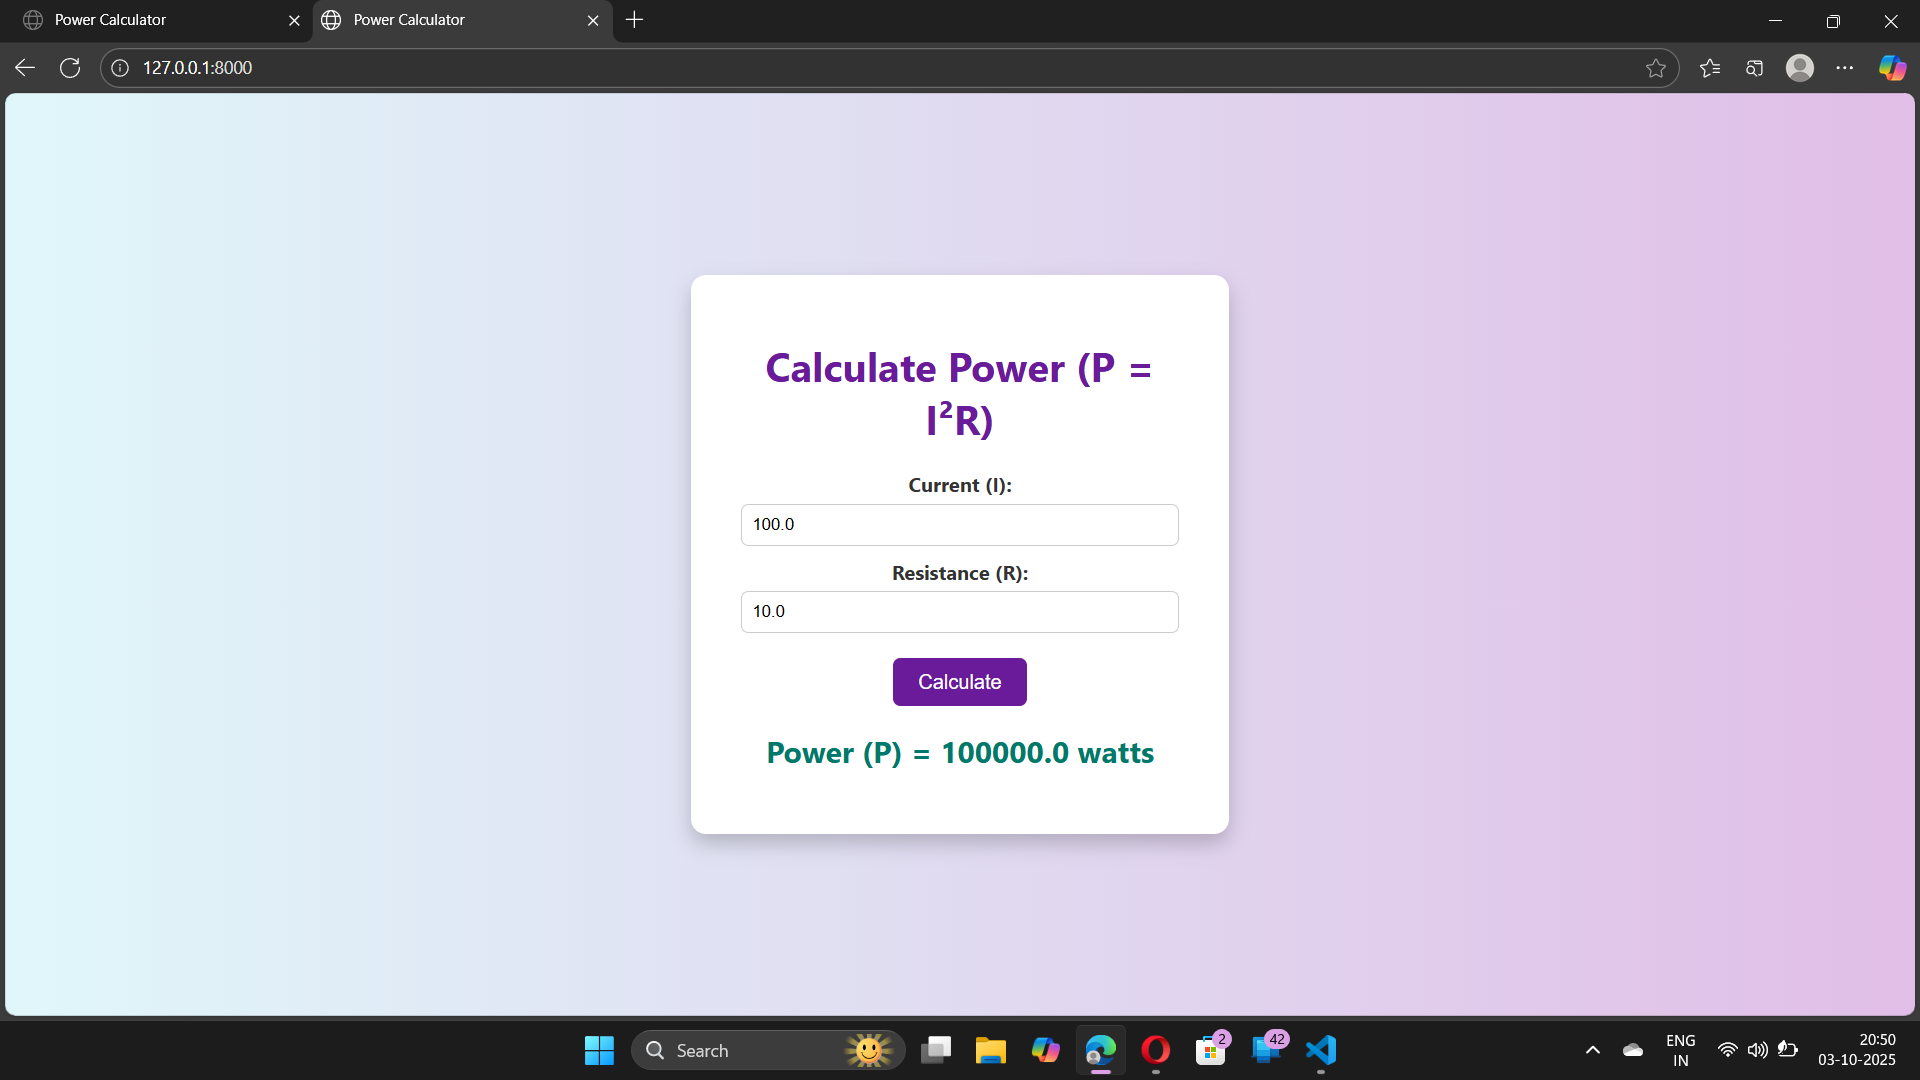 Power Calculator
Power Calculator
127.0.0.1:8000
Calculate Power (P =
I²R)
Current (I):
100.0
Resistance (R):
10.0
Calculate
Power (P) = 100000.0 watts
Search
2
42
ENG
IN
20:50
03-10-2025